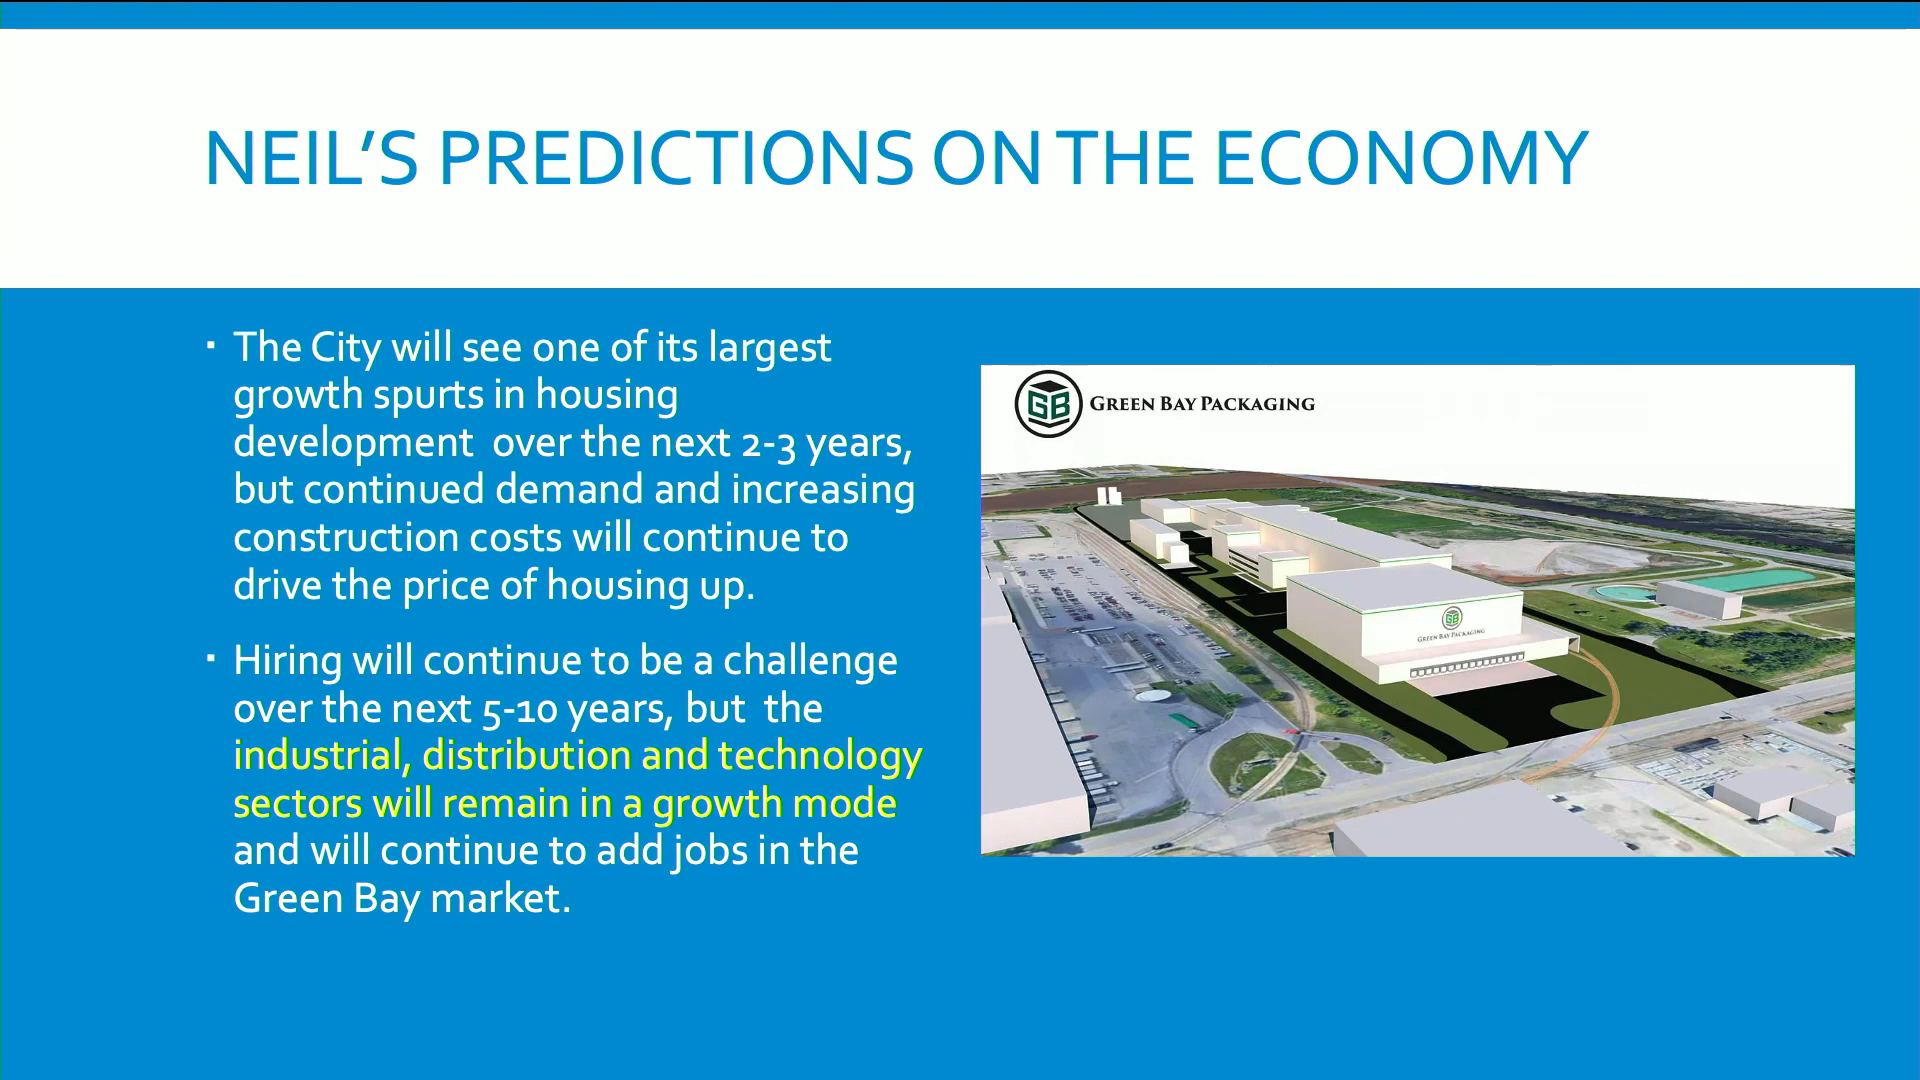 NEIL’S PREDICTIONS ON THE ECONOMY
▪ The City will see one of its largest
growth spurts in housing
development  over the next 2-3 years,
but continued demand and increasing
construction costs will continue to
drive the price of housing up.
▪ Hiring will continue to be a challenge
over the next 5-10 years, but  the
industrial, distribution and technology
sectors will remain in a growth mode
and will continue to add jobs in the
Green Bay market.
GB GREEN BAY PACKAGING
GB
GREEN BAY PACKAGING